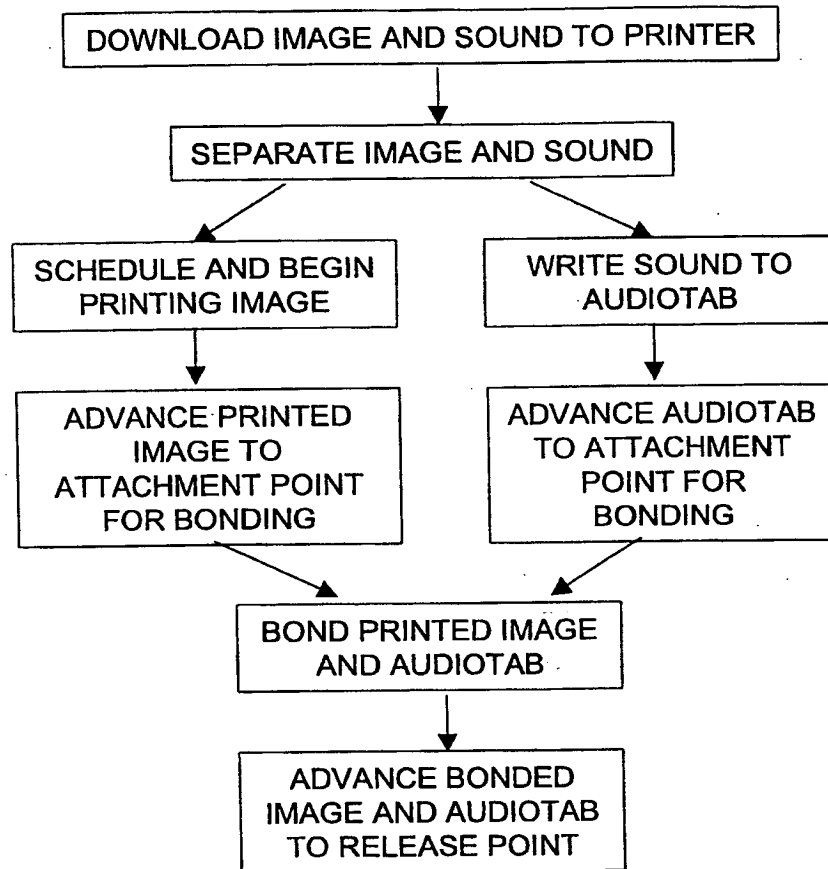 DOWNLOAD IMAGE AND SOUND TO PRINTER
SEPARATE IMAGE AND SOUND
SCHEDULE AND BEGIN
PRINTING IMAGE
WRITE SOUND TO
AUDIOTAB
ADVANCE PRINTED
IMAGE TO
ATTACHMENT POINT
FOR BONDING
ADVANCE AUDIOTAB
TO ATTACHMENT
POINT FOR
BONDING
BOND PRINTED IMAGE
AND AUDIOTAB
ADVANCE BONDED
IMAGE AND AUDIOTAB
TO RELEASE POINT